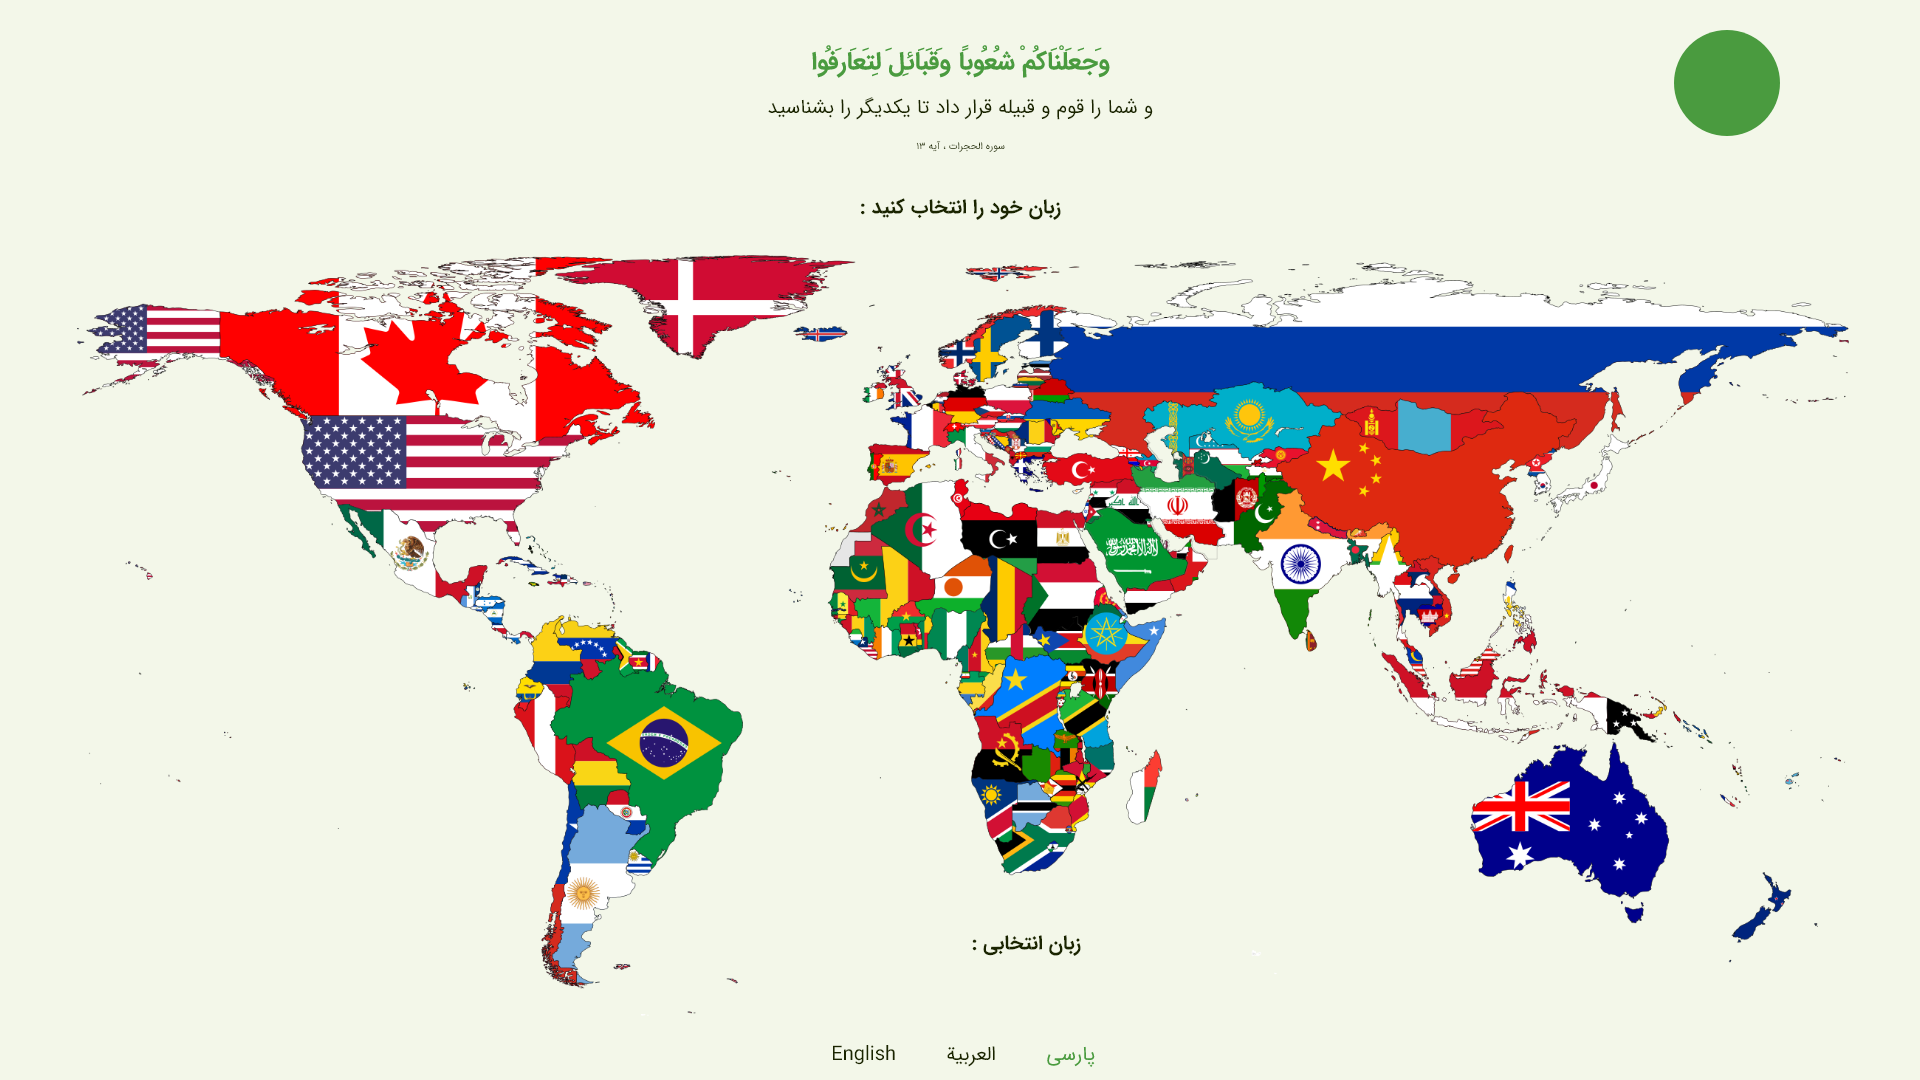 وَجَعَلْنَاكُمْ شُعُوباً وَقَبَائِلَ لِتَعَارَفُوا
و شما را قوم و قبیله قرار داد تا یکدیگر را بشناسید
سوره الحجرات ، آیه ۱۳
زبان خود را انتخاب کنید :
زبان انتخابی :
پارسی
العربية
English